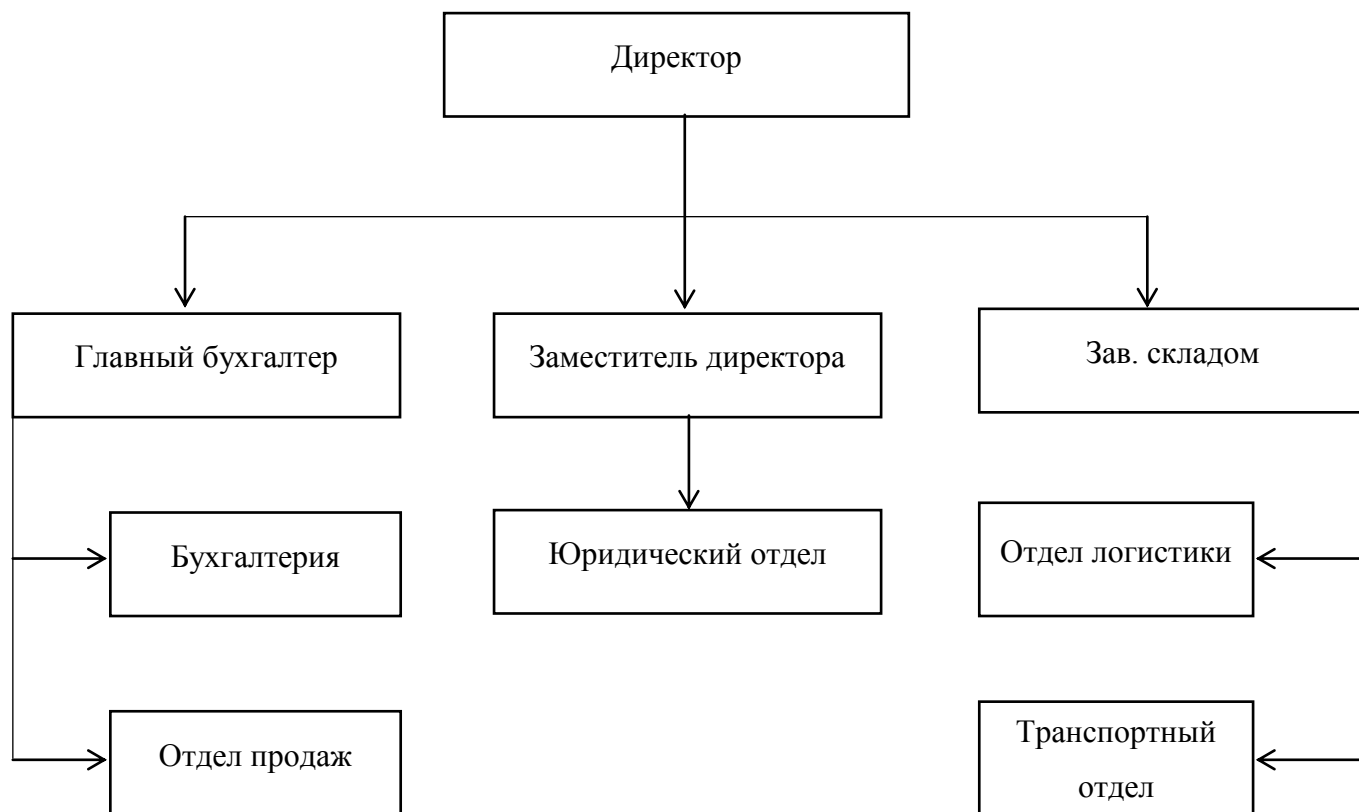 Директор
Главный бухгалтер
Заместитель директора
Зав. складом
Бухгалтерия
Юридический отдел
Отдел логистики
Отдел продаж
Транспортный
отдел